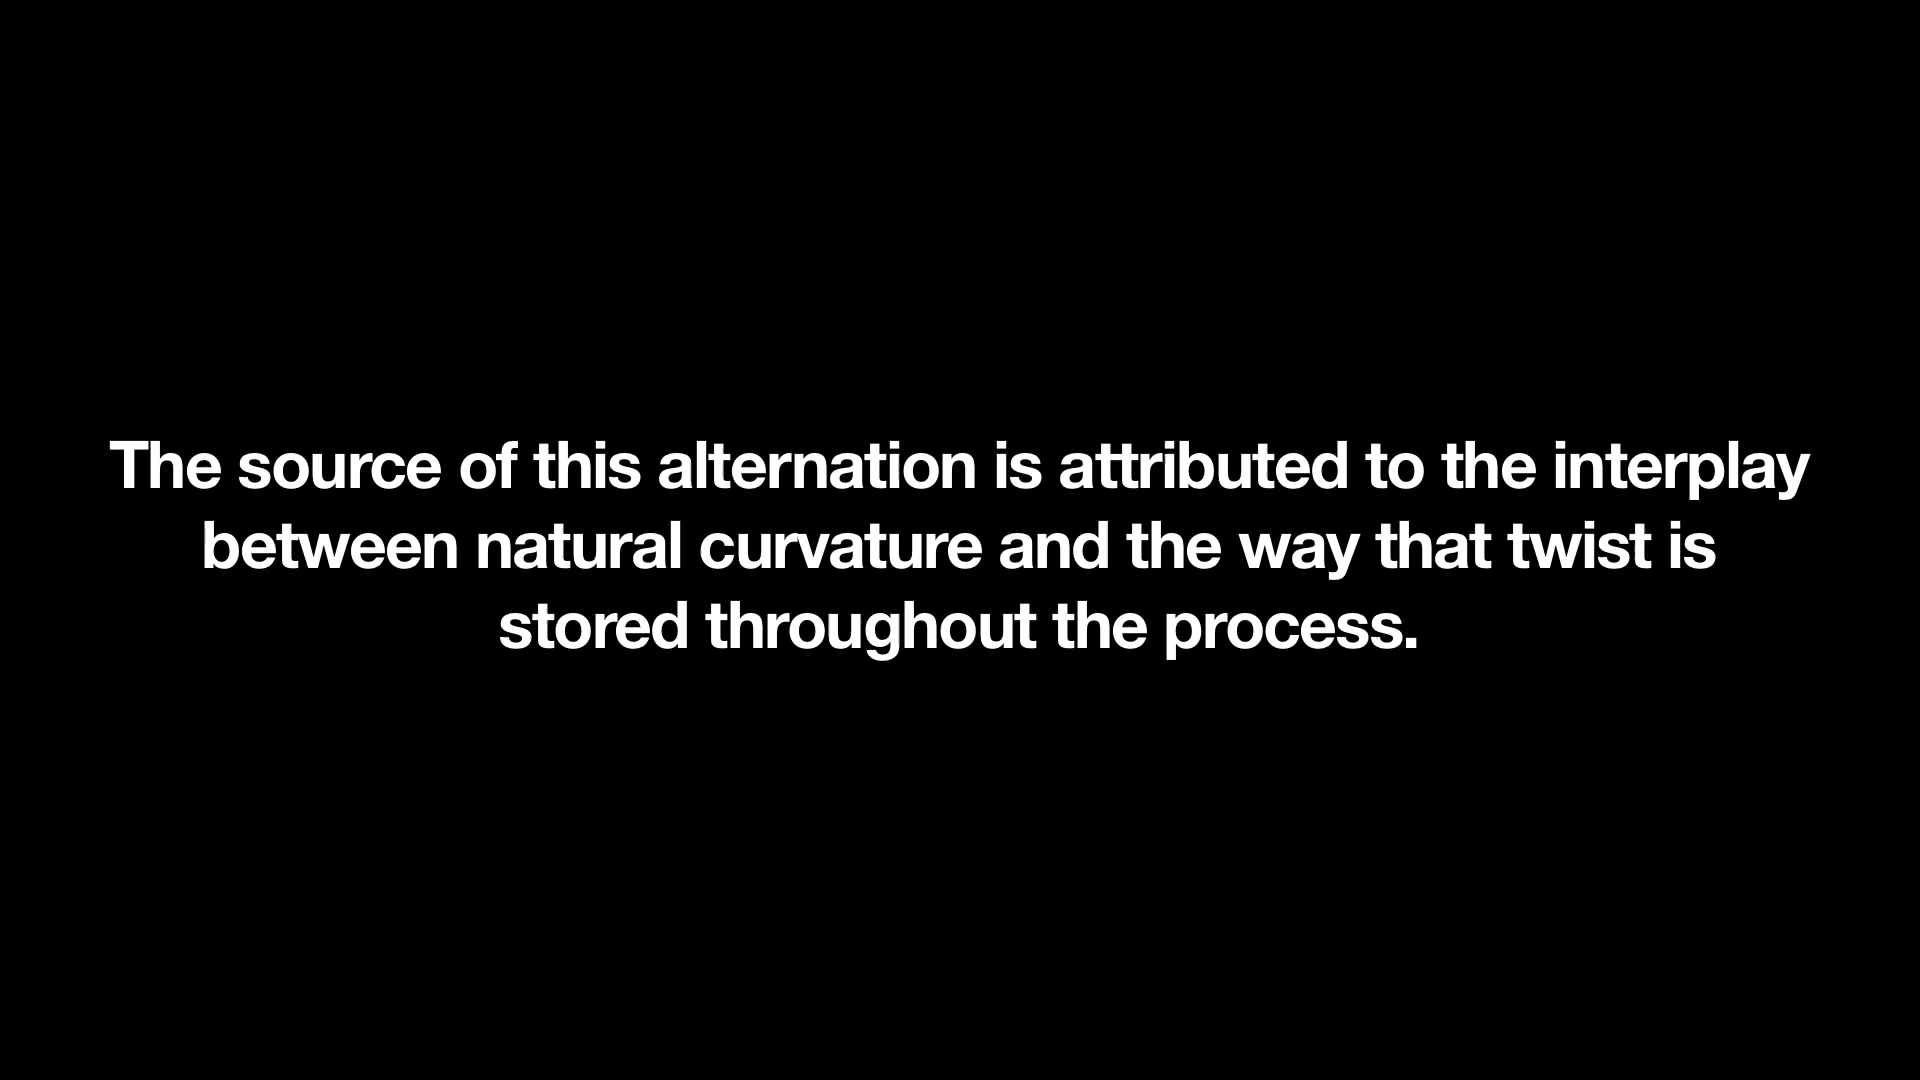 The source of this alternation is attributed to the interplay
between natural curvature and the way that twist is
stored throughout the process.